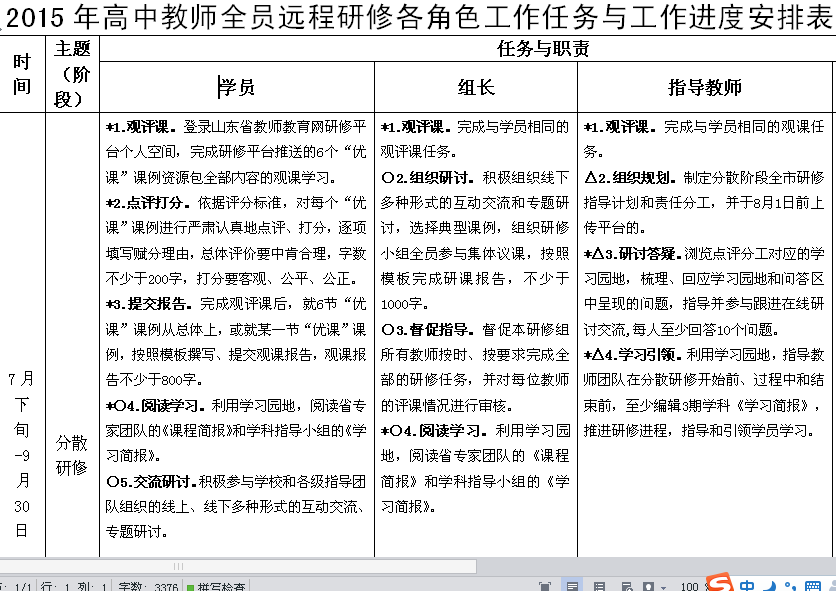 2015年高中教师全员远程研修各角色工作任务与工作进度安排表
时间
主题（阶段）
任务与职责
学员
组长
指导教师
7月下旬-9月30日
分散研修
*1.观评课。登录山东省教师教育网研修平
台个人空间，完成研修平台推送的6个“优
课”课例资源包全部内容的观课学习。
*2.点评打分。依据评分标准，对每个“优
课”课例进行严肃认真地点评、打分，逐项
填写赋分理由，总体评价要中肯合理，字数
不少于200字，打分要客观、公平、公正。
*3.提交报告。完成观评课后，就6节“优
课”课例从总体上，或就某一节“优课”课
例，按照模板撰写、提交观课报告，观课报
告不少于800字。
*○4.阅读学习。利用学习园地，阅读省专
家团队的《课程简报》和学科指导小组的《学
习简报》。
○5.交流研讨。积极参与学校和各级指导团
队组织的线上、线下多种形式的互动交流、
专题研讨。
*1.观评课。完成与学员相同的
观评课任务。
○2.组织研讨。积极组织线下
多种形式的互动交流和专题研
讨，选择典型课例，组织研修
小组全员参与集体议课，按照
模板完成研课报告，不少于
1000字。
○3.督促指导。督促本研修组
所有教师按时、按要求完成全
部的研修任务，并对每位教师
的评课情况进行审核。
*○4.阅读学习。利用学习园
地，阅读省专家团队的《课程
简报》和学科指导小组的《学
习简报》。
*1.观评课。完成与学员相同的观课任
务。
△2.组织规划。制定分散阶段全市研修
指导计划和责任分工，并于8月1日前上
传平台的。
*△3.研讨答疑。浏览点评分工对应的学
习园地，梳理、回应学习园地和问答区
中呈现的问题，指导并参与跟进在线研
讨交流,每人至少回答10个问题。
*△4.学习引领。利用学习园地，指导教
师团队在分散研修开始前、过程中和结
束前，至少编辑3期学科《学习简报》，
推进研修进程，指导和引领学员学习。
1/1 行: 1 列: 1 字数: 3376 拼写检查 100
中